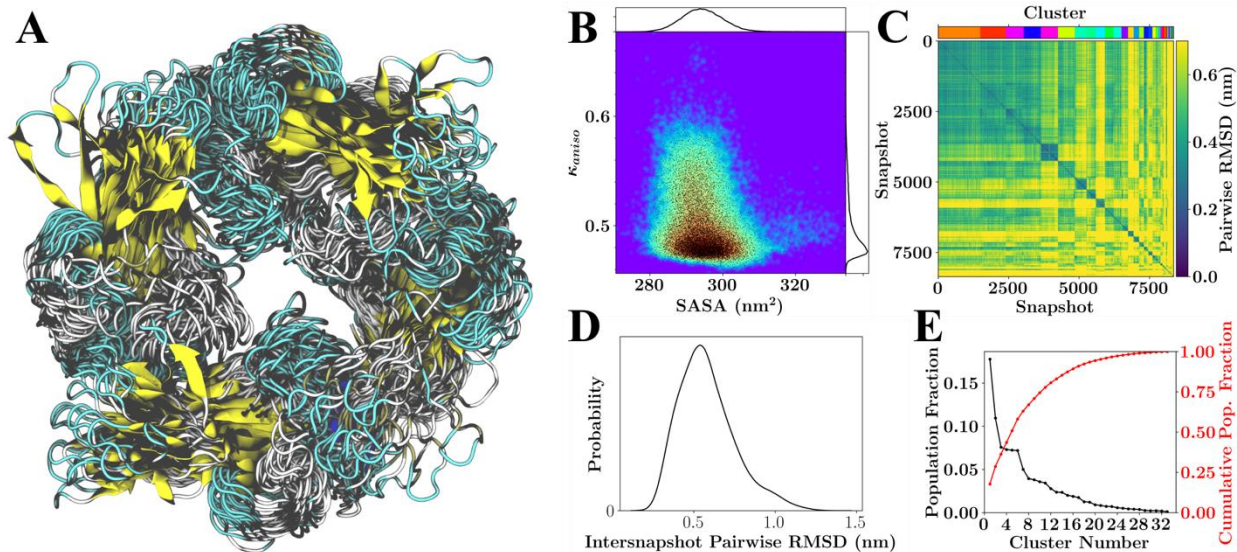 A
B
0.6
0.5
κaniso
280
300
320
SASA (nm²)
C
Cluster
0
2500
5000
7500
Snapshot
0
2500
5000
7500
Snapshot
0.6
0.4
0.2
0.0
Pairwise RMSD (nm)
D
Probability
0
0.5
1.0
1.5
Intersnapshot Pairwise RMSD (nm)
E
Population Fraction
0.15
0.10
0.05
0.00
1.00
0.75
0.50
0.25
0.00
Cumulative Pop. Fraction
0 4 8 12 16 20 24 28 32 33
Cluster Number